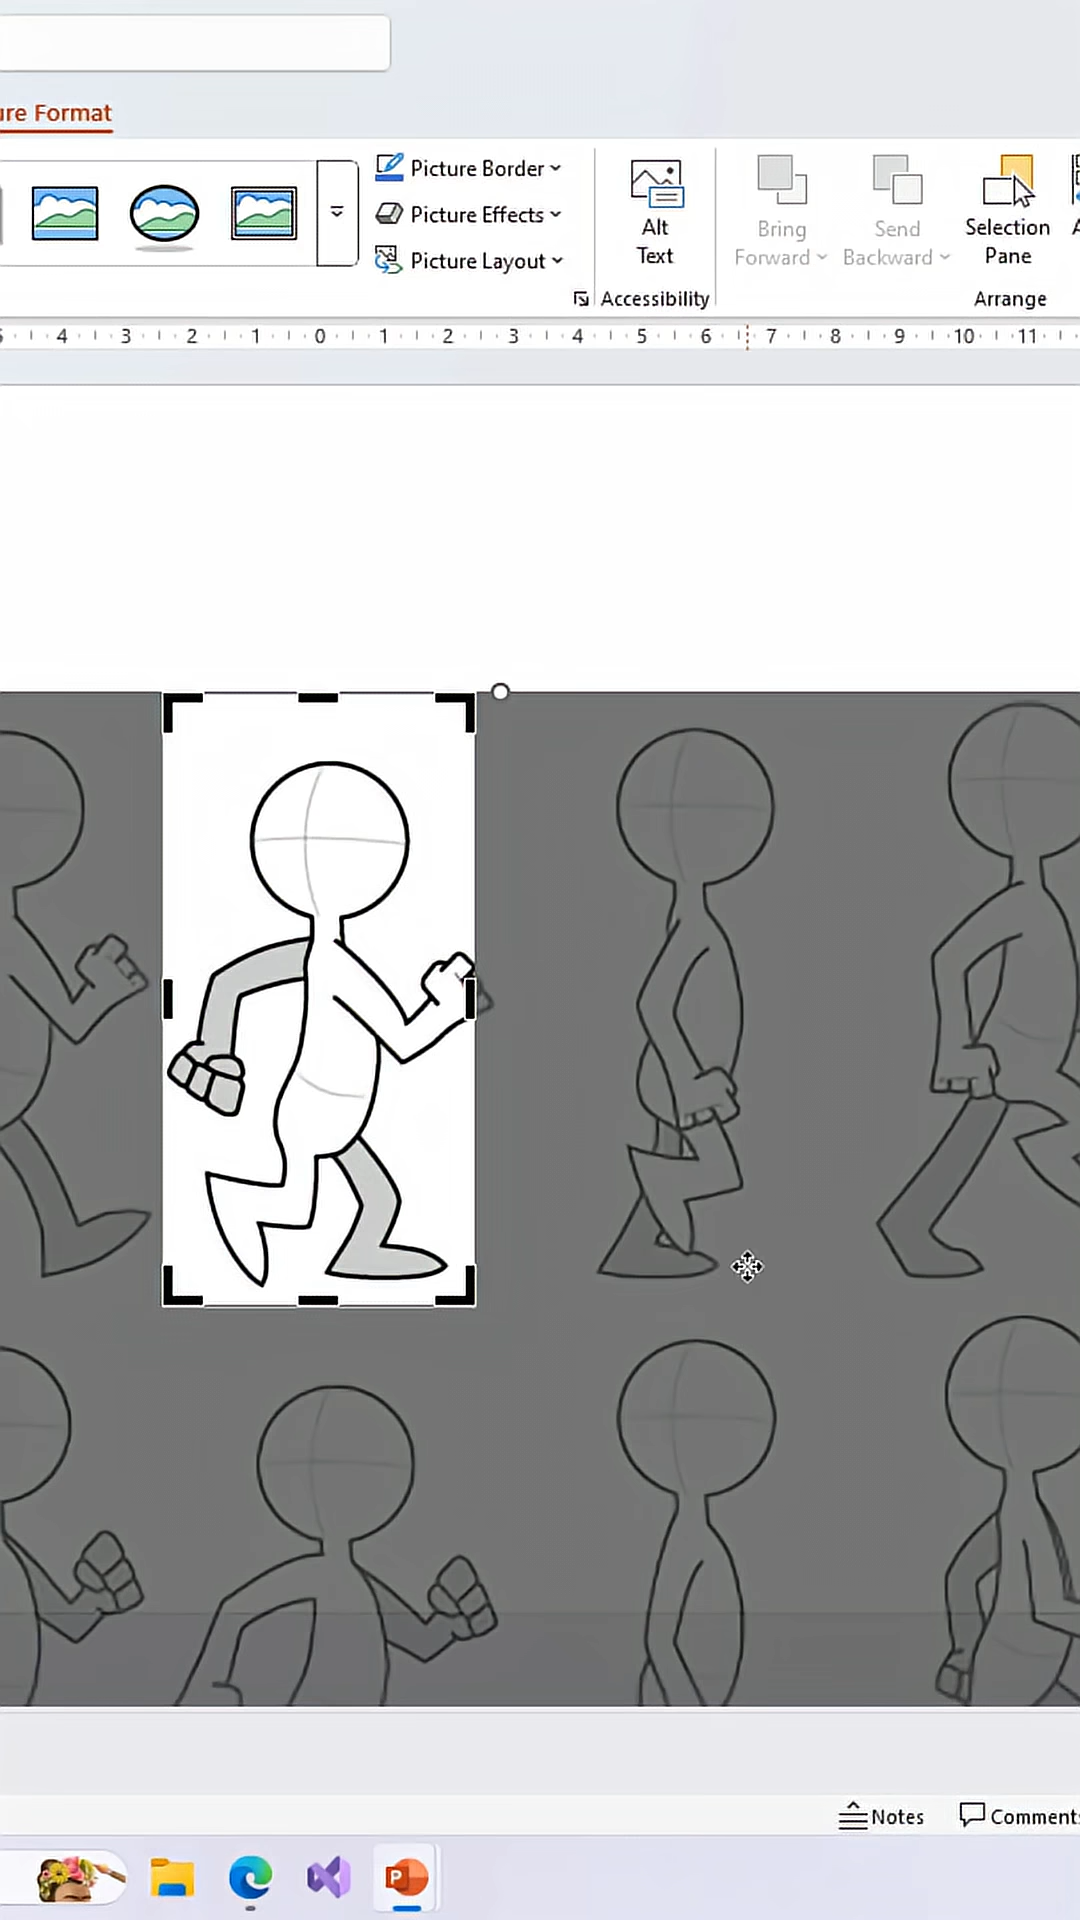 ure Format
Picture Border
Picture Effects
Picture Layout
Alt
Text
Bring
Forward
Send
Backward
Selection
Pane
Accessibility
Arrange
4 3 2 1 0 1 2 3 4 5 6 7 8 9 10 11
Notes
Comments
P